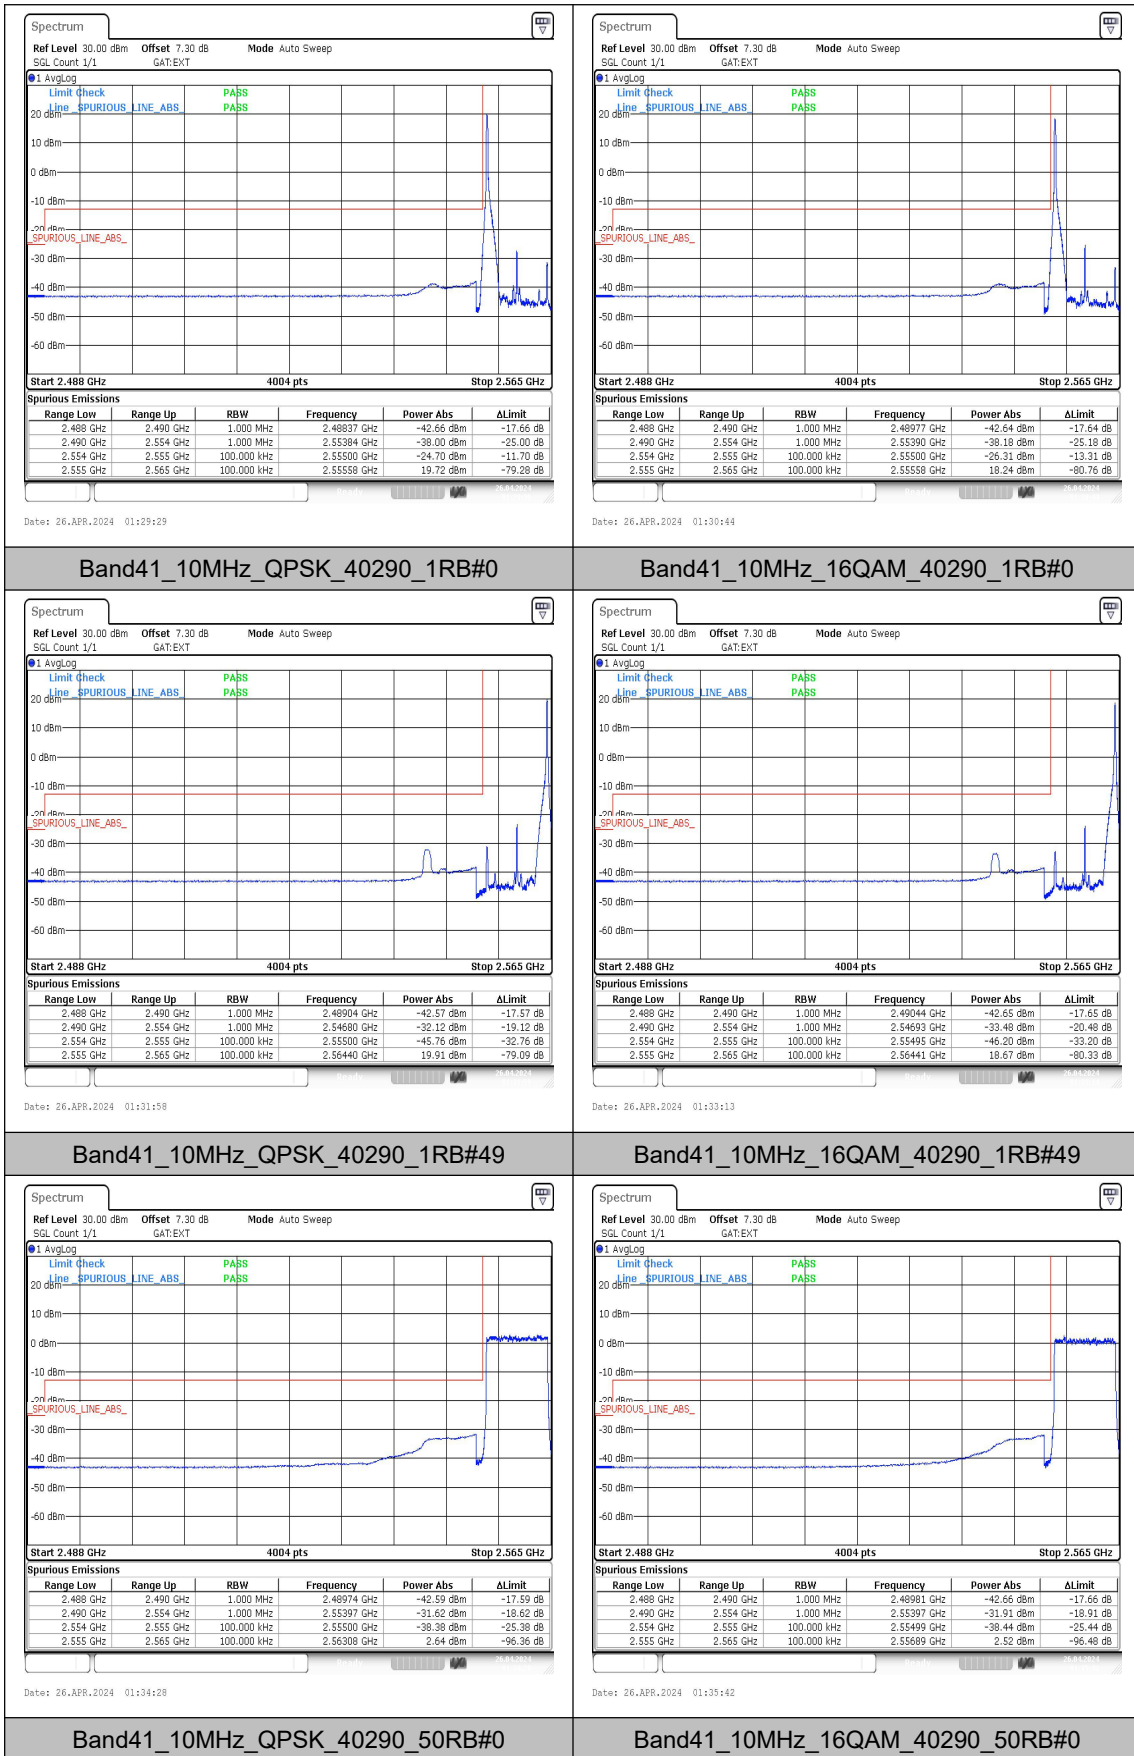 Spectrum
Ref Level 30.00 dBm Offset 7.30 dB Mode Auto Sweep
SGL Count 1/1 GAT:EXT
1 AvgLog
Limit Check PASS
Line _SPURIOUS_LINE_ABS_ PASS
20 dBm
10 dBm
0 dBm
-10 dBm
-20 dBm
_SPURIOUS_LINE_ABS_
-30 dBm
-40 dBm
-50 dBm
-60 dBm
Start 2.488 GHz 4004 pts Stop 2.565 GHz
Spurious Emissions
Range Low Range Up RBW Frequency Power Abs ΔLimit
2.488 GHz 2.490 GHz 1.000 MHz 2.48837 GHz -42.66 dBm -17.66 dB
2.490 GHz 2.554 GHz 1.000 MHz 2.55384 GHz -38.00 dBm -25.00 dB
2.554 GHz 2.555 GHz 100.000 kHz 2.55500 GHz -24.70 dBm -11.70 dB
2.555 GHz 2.565 GHz 100.000 kHz 2.55558 GHz 19.72 dBm -79.28 dB
26.04.2024
Date: 26.APR.2024 01:29:29
Band41_10MHz_QPSK_40290_1RB#0
Spectrum
Ref Level 30.00 dBm Offset 7.30 dB Mode Auto Sweep
SGL Count 1/1 GAT:EXT
1 AvgLog
Limit Check PASS
Line _SPURIOUS_LINE_ABS_ PASS
20 dBm
10 dBm
0 dBm
-10 dBm
-20 dBm
_SPURIOUS_LINE_ABS_
-30 dBm
-40 dBm
-50 dBm
-60 dBm
Start 2.488 GHz 4004 pts Stop 2.565 GHz
Spurious Emissions
Range Low Range Up RBW Frequency Power Abs ΔLimit
2.488 GHz 2.490 GHz 1.000 MHz 2.48977 GHz -42.64 dBm -17.64 dB
2.490 GHz 2.554 GHz 1.000 MHz 2.55390 GHz -38.18 dBm -25.18 dB
2.554 GHz 2.555 GHz 100.000 kHz 2.55500 GHz -26.31 dBm -13.31 dB
2.555 GHz 2.565 GHz 100.000 kHz 2.55558 GHz 18.24 dBm -80.76 dB
26.04.2024
Date: 26.APR.2024 01:30:44
Band41_10MHz_16QAM_40290_1RB#0
Spectrum
Ref Level 30.00 dBm Offset 7.30 dB Mode Auto Sweep
SGL Count 1/1 GAT:EXT
1 AvgLog
Limit Check PASS
Line _SPURIOUS_LINE_ABS_ PASS
20 dBm
10 dBm
0 dBm
-10 dBm
-20 dBm
_SPURIOUS_LINE_ABS_
-30 dBm
-40 dBm
-50 dBm
-60 dBm
Start 2.488 GHz 4004 pts Stop 2.565 GHz
Spurious Emissions
Range Low Range Up RBW Frequency Power Abs ΔLimit
2.488 GHz 2.490 GHz 1.000 MHz 2.48904 GHz -42.57 dBm -17.57 dB
2.490 GHz 2.554 GHz 1.000 MHz 2.54680 GHz -32.12 dBm -19.12 dB
2.554 GHz 2.555 GHz 100.000 kHz 2.55500 GHz -45.76 dBm -32.76 dB
2.555 GHz 2.565 GHz 100.000 kHz 2.56440 GHz 19.91 dBm -79.09 dB
26.04.2024
Date: 26.APR.2024 01:31:58
Band41_10MHz_QPSK_40290_1RB#49
Spectrum
Ref Level 30.00 dBm Offset 7.30 dB Mode Auto Sweep
SGL Count 1/1 GAT:EXT
1 AvgLog
Limit Check PASS
Line _SPURIOUS_LINE_ABS_ PASS
20 dBm
10 dBm
0 dBm
-10 dBm
-20 dBm
_SPURIOUS_LINE_ABS_
-30 dBm
-40 dBm
-50 dBm
-60 dBm
Start 2.488 GHz 4004 pts Stop 2.565 GHz
Spurious Emissions
Range Low Range Up RBW Frequency Power Abs ΔLimit
2.488 GHz 2.490 GHz 1.000 MHz 2.49044 GHz -42.65 dBm -17.65 dB
2.490 GHz 2.554 GHz 1.000 MHz 2.54693 GHz -33.48 dBm -20.48 dB
2.554 GHz 2.555 GHz 100.000 kHz 2.55495 GHz -46.20 dBm -33.20 dB
2.555 GHz 2.565 GHz 100.000 kHz 2.56441 GHz 18.67 dBm -80.33 dB
26.04.2024
Date: 26.APR.2024 01:33:13
Band41_10MHz_16QAM_40290_1RB#49
Spectrum
Ref Level 30.00 dBm Offset 7.30 dB Mode Auto Sweep
SGL Count 1/1 GAT:EXT
1 AvgLog
Limit Check PASS
Line _SPURIOUS_LINE_ABS_ PASS
20 dBm
10 dBm
0 dBm
-10 dBm
-20 dBm
_SPURIOUS_LINE_ABS_
-30 dBm
-40 dBm
-50 dBm
-60 dBm
Start 2.488 GHz 4004 pts Stop 2.565 GHz
Spurious Emissions
Range Low Range Up RBW Frequency Power Abs ΔLimit
2.488 GHz 2.490 GHz 1.000 MHz 2.48974 GHz -42.59 dBm -17.59 dB
2.490 GHz 2.554 GHz 1.000 MHz 2.55397 GHz -31.62 dBm -18.62 dB
2.554 GHz 2.555 GHz 100.000 kHz 2.55500 GHz -38.38 dBm -25.38 dB
2.555 GHz 2.565 GHz 100.000 kHz 2.56308 GHz 2.64 dBm -96.36 dB
26.04.2024
Date: 26.APR.2024 01:34:28
Band41_10MHz_QPSK_40290_50RB#0
Spectrum
Ref Level 30.00 dBm Offset 7.30 dB Mode Auto Sweep
SGL Count 1/1 GAT:EXT
1 AvgLog
Limit Check PASS
Line _SPURIOUS_LINE_ABS_ PASS
20 dBm
10 dBm
0 dBm
-10 dBm
-20 dBm
_SPURIOUS_LINE_ABS_
-30 dBm
-40 dBm
-50 dBm
-60 dBm
Start 2.488 GHz 4004 pts Stop 2.565 GHz
Spurious Emissions
Range Low Range Up RBW Frequency Power Abs ΔLimit
2.488 GHz 2.490 GHz 1.000 MHz 2.48981 GHz -42.66 dBm -17.66 dB
2.490 GHz 2.554 GHz 1.000 MHz 2.55397 GHz -31.91 dBm -18.91 dB
2.554 GHz 2.555 GHz 100.000 kHz 2.55499 GHz -38.44 dBm -25.44 dB
2.555 GHz 2.565 GHz 100.000 kHz 2.55689 GHz 2.52 dBm -96.48 dB
26.04.2024
Date: 26.APR.2024 01:35:42
Band41_10MHz_16QAM_40290_50RB#0